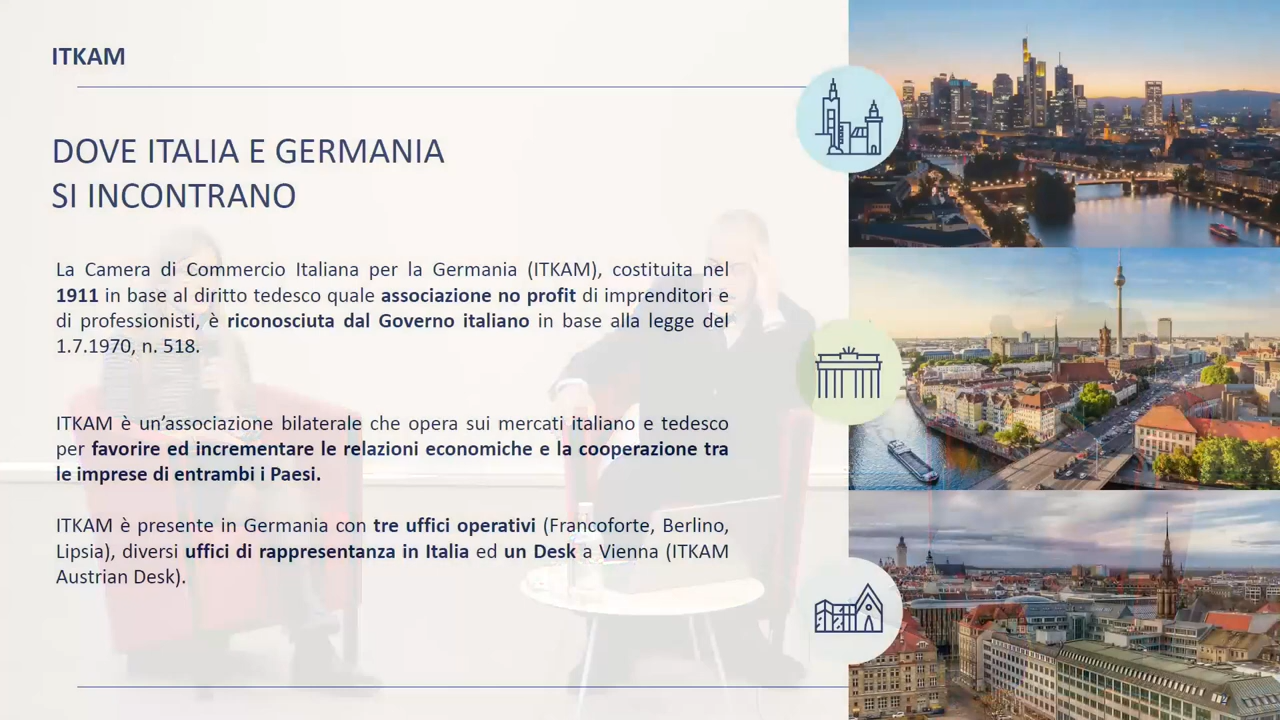 ITKAM
DOVE ITALIA E GERMANIA
SI INCONTRANO
La Camera di Commercio Italiana per la Germania (ITKAM), costituita nel
1911 in base al diritto tedesco quale associazione no profit di imprenditori e
di professionisti, è riconosciuta dal Governo italiano in base alla legge del
1.7.1970, n. 518.
ITKAM è un’associazione bilaterale che opera sui mercati italiano e tedesco
per favorire ed incrementare le relazioni economiche e la cooperazione tra
le imprese di entrambi i Paesi.
ITKAM è presente in Germania con tre uffici operativi (Francoforte, Berlino,
Lipsia), diversi uffici di rappresentanza in Italia ed un Desk a Vienna (ITKAM
Austrian Desk).